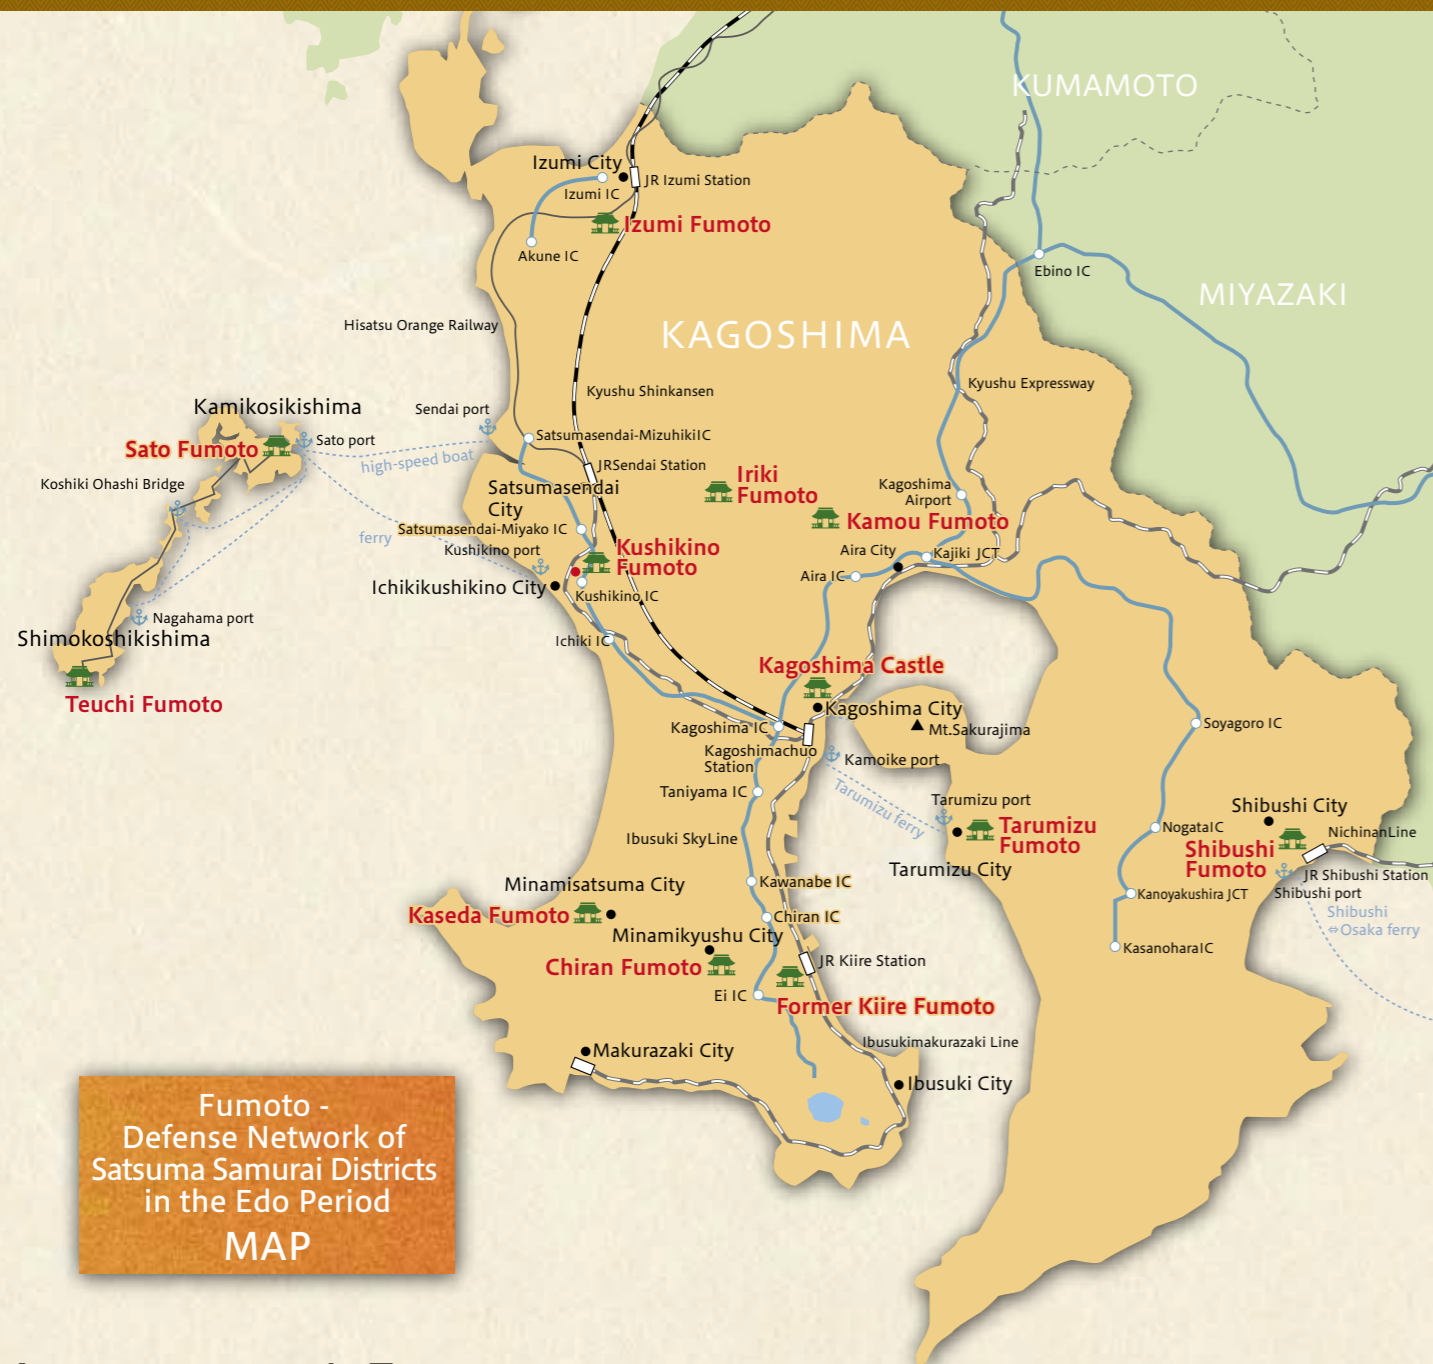 KUMAMOTO
Izumi City
JR Izumi Station
Izumi IC
Izumi Fumoto
Akune IC
Ebino IC
MIYAZAKI
Hisatsu Orange Railway
KAGOSHIMA
Kyushu Shinkansen
Kyushu Expressway
Kamikosikishima
Sendai port
Sato port
Sato Fumoto
Satsumasendai-MizuhikiIC
high-speed boat
JRSendai Station
Koshiki Ohashi Bridge
Satsumasendai
City
Iriki
Fumoto
Kagoshima
Airport
Kamou Fumoto
Satsumasendai-Miyako IC
ferry
Kushikino port
Kushikino
Fumoto
Aira City
Kajiki JCT
Aira IC
Ichikikushikino City
Kushikino IC
Nagahama port
Shimokoshikishima
Ichiki IC
Teuchi Fumoto
Kagoshima Castle
Kagoshima City
Mt.Sakurajima
Kagoshima IC
Kagoshimachuo
Station
Kamoike port
Soyagoro IC
Taniyama IC
Tarumizu ferry
Tarumizu port
Tarumizu
Fumoto
Tarumizu City
Shibushi City
NogataIC
NichinanLine
Shibushi
Fumoto
JR Shibushi Station
Shibushi port
Shibushi
⇔Osaka ferry
Ibusuki SkyLine
Kawanabe IC
Minamisatsuma City
Kanoyakushira JCT
Kaseda Fumoto
Chiran IC
Minamikyushu City
KasanoharaIC
Chiran Fumoto
JR Kiire Station
Ei IC
Former Kiire Fumoto
Ibusukimakurazaki Line
Makurazaki City
Ibusuki City
Fumoto -
Defense Network of
Satsuma Samurai Districts
in the Edo Period
MAP